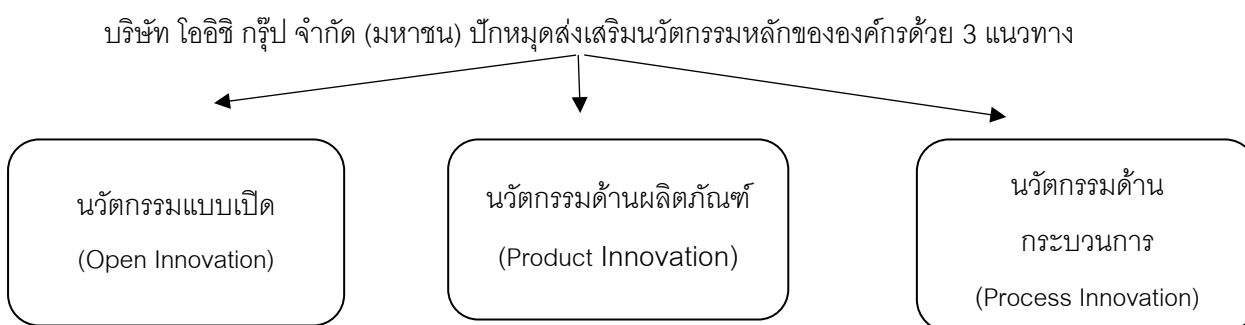 บริษัท โออิชิ กรุ๊ป จำกัด (มหาชน) ปักหมุดส่งเสริมนวัตกรรมหลักขององค์กรด้วย 3 แนวทาง
นวัตกรรมแบบเปิด
(Open Innovation)
นวัตกรรมด้านผลิตภัณฑ์
(Product Innovation)
นวัตกรรมด้าน
กระบวนการ
(Process Innovation)